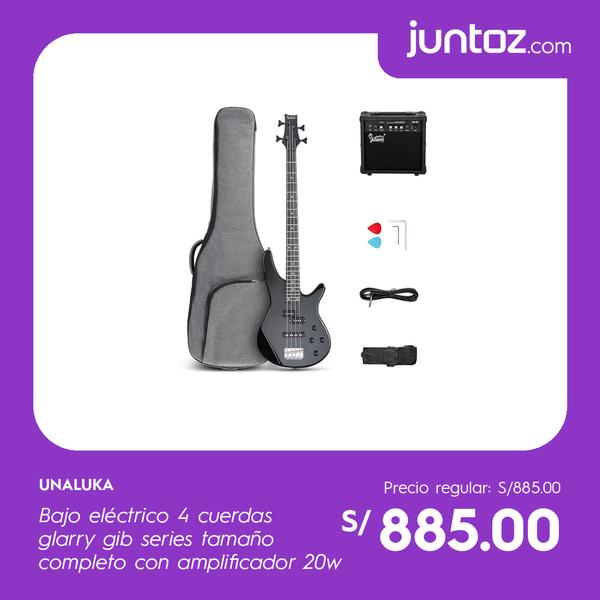 juntoz.com
Glarry
UNALUKA
Precio regular: S/885.00
Bajo eléctrico 4 cuerdas
glarry gib series tamaño
completo con amplificador 20w
S/ 885.00